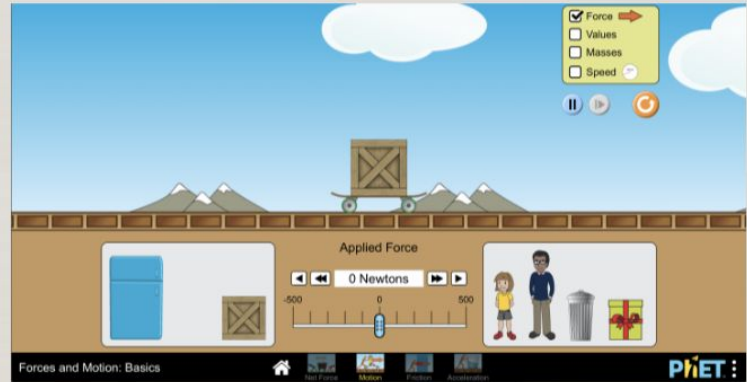 Force
Values
Masses
Speed
Applied Force
0 Newtons
-500 0 500
Forces and Motion: Basics
Net Force Motion Friction Acceleration
PhET